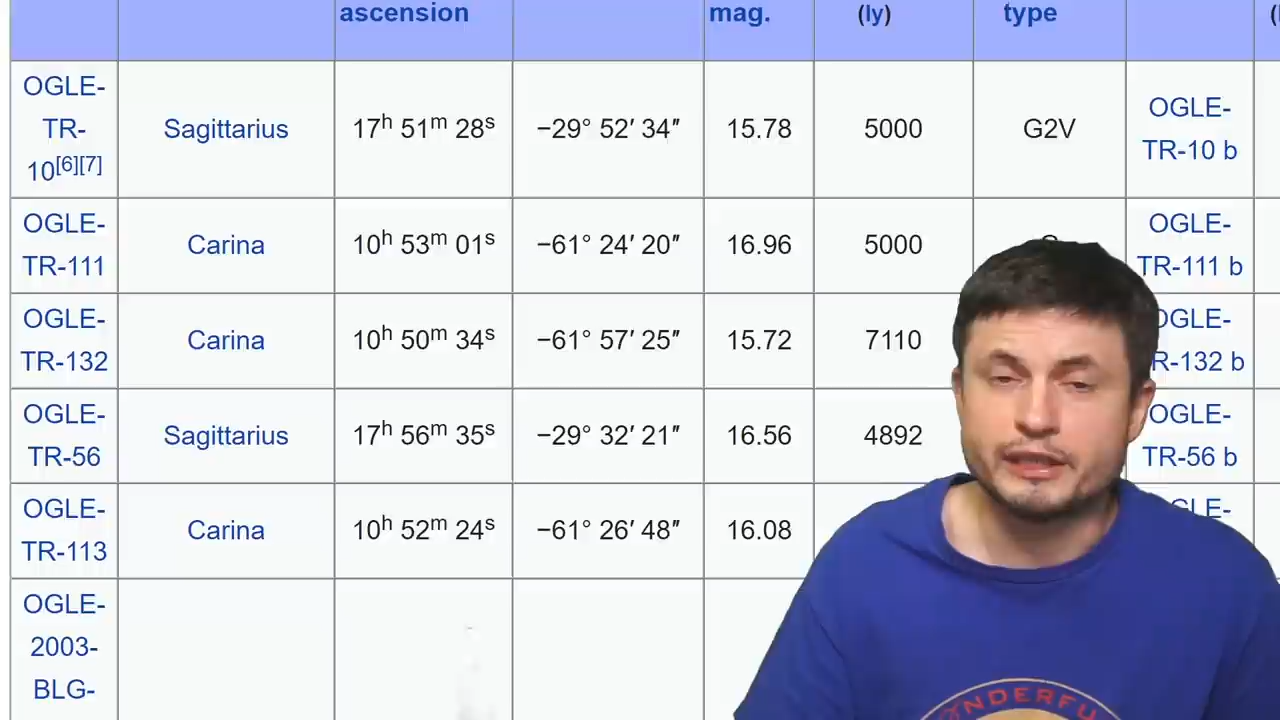 ascension mag. (ly) type
OGLE-
TR-
10[6][7] Sagittarius 17h 51m 28s −29° 52′ 34″ 15.78 5000 G2V OGLE-
TR-10 b
OGLE-
TR-111 Carina 10h 53m 01s −61° 24′ 20″ 16.96 5000 OGLE-
TR-111 b
OGLE-
TR-132 Carina 10h 50m 34s −61° 57′ 25″ 15.72 7110 OGLE-
R-132 b
OGLE-
TR-56 Sagittarius 17h 56m 35s −29° 32′ 21″ 16.56 4892 OGLE-
TR-56 b
OGLE-
TR-113 Carina 10h 52m 24s −61° 26′ 48″ 16.08
OGLE-
2003-
BLG-